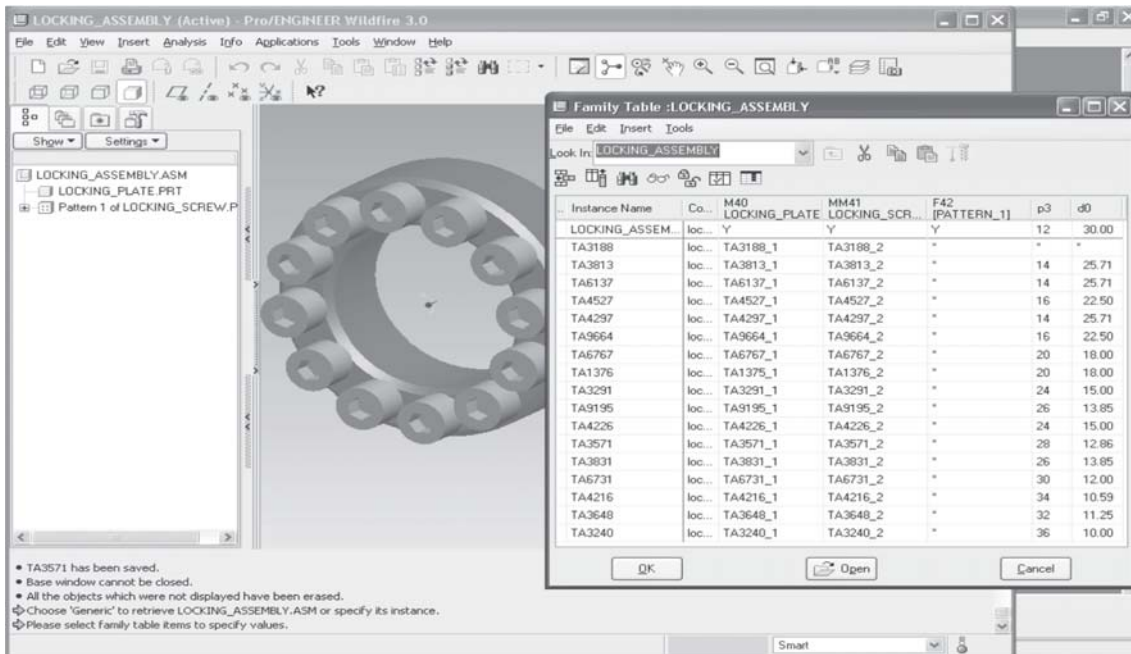 LOCKING_ASSEMBLY (Active) - Pro/ENGINEER Wildfire 3.0
File Edit View Insert Analysis Info Applications Tools Window Help
Show Settings
LOCKING_ASSEMBLY.ASM
LOCKING_PLATE.PRT
Pattern 1 of LOCKING_SCREW.P
Family Table :LOCKING_ASSEMBLY
File Edit Insert Tools
Look In: LOCKING_ASSEMBLY
.. Instance Name Co... M40 LOCKING_PLATE MM41 LOCKING_SCR... F42 [PATTERN_1] p3 d0
LOCKING_ASSEM... loc... Y Y Y 12 30.00
TA3188 loc... TA3188_1 TA3188_2 * * *
TA3813 loc... TA3813_1 TA3813_2 * 14 25.71
TA6137 loc... TA6137_1 TA6137_2 * 14 25.71
TA4527 loc... TA4527_1 TA4527_2 * 16 22.50
TA4297 loc... TA4297_1 TA4297_2 * 14 25.71
TA9664 loc... TA9664_1 TA9664_2 * 16 22.50
TA6767 loc... TA6767_1 TA6767_2 * 20 18.00
TA1376 loc... TA1375_1 TA1376_2 * 20 18.00
TA3291 loc... TA3291_1 TA3291_2 * 24 15.00
TA9195 loc... TA9195_1 TA9195_2 * 26 13.85
TA4226 loc... TA4226_1 TA4226_2 * 24 15.00
TA3571 loc... TA3571_1 TA3571_2 * 28 12.86
TA3831 loc... TA3831_1 TA3831_2 * 26 13.85
TA6731 loc... TA6731_1 TA6731_2 * 30 12.00
TA4216 loc... TA4216_1 TA4216_2 * 34 10.59
TA3648 loc... TA3648_1 TA3648_2 * 32 11.25
TA3240 loc... TA3240_1 TA3240_2 * 36 10.00
OK Open Cancel
• TA3571 has been saved.
• Base window cannot be closed.
• All the objects which were not displayed have been erased.
Choose 'Generic' to retrieve LOCKING_ASSEMBLY.ASM or specify its instance.
Please select family table items to specify values.
Smart